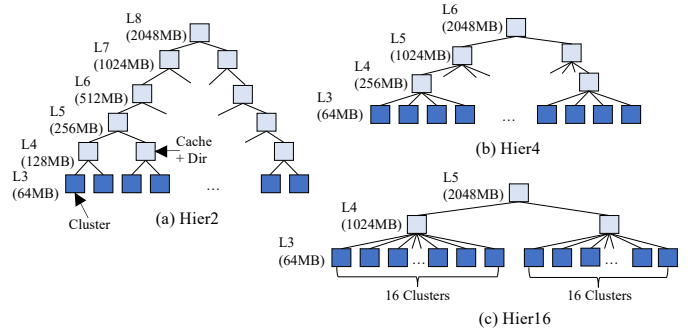 L8
(2048MB)
L7
(1024MB)
L6
(512MB)
L5
(256MB)
L4
(128MB)
L3
(64MB)
Cache
+ Dir
Cluster
...
(a) Hier2
L6
(2048MB)
L5
(1024MB)
L4
(256MB)
L3
(64MB)
...
(b) Hier4
L5
(2048MB)
L4
(1024MB)
L3
(64MB)
...
...
16 Clusters
16 Clusters
(c) Hier16